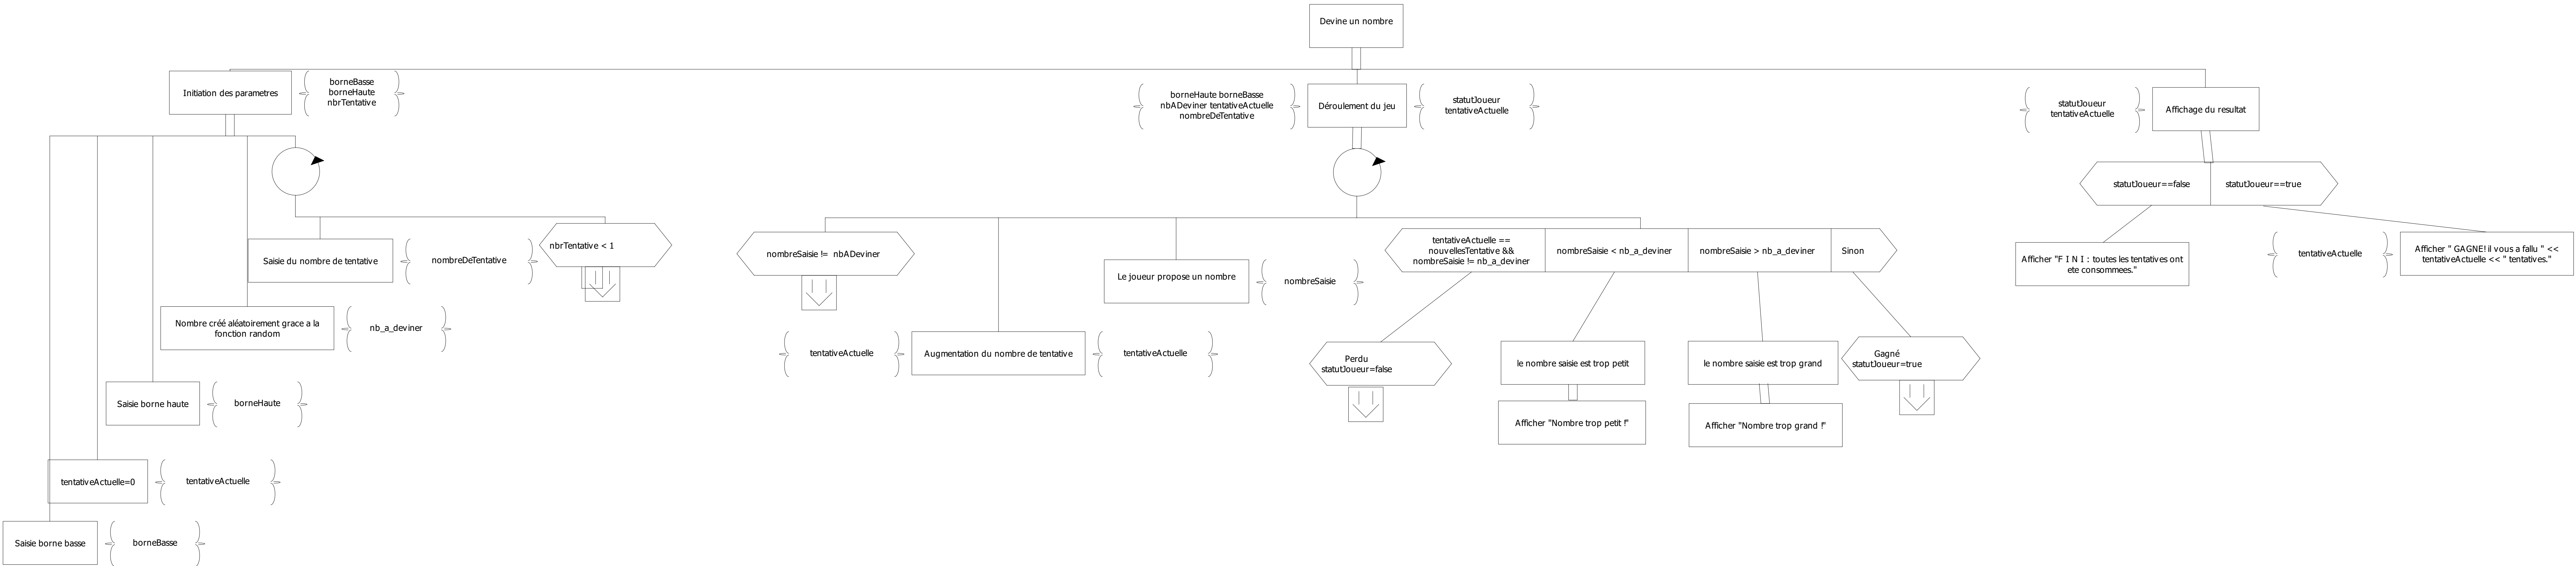 Devine un nombre
Initiation des parametres
borneBasse
borneHaute
nbrTentative
borneHaute borneBasse
nbADeviner tentativeActuelle
nombreDeTentative
Déroulement du jeu
statutJoueur
tentativeActuelle
statutJoueur
tentativeActuelle
Affichage du resultat
statutJoueur==false
statutJoueur==true
Saisie du nombre de tentative
nombreDeTentative
nbrTentative < 1
nombreSaisie != nbADeviner
Le joueur propose un nombre
nombreSaisie
tentativeActuelle ==
nouvellesTentative &&
nombreSaisie != nb_a_deviner
nombreSaisie < nb_a_deviner
nombreSaisie > nb_a_deviner
Sinon
Afficher "F I N I : toutes les tentatives ont
ete consommees."
tentativeActuelle
Afficher " GAGNE! il vous a fallu " <<
tentativeActuelle << " tentatives."
Nombre créé aléatoirement grace a la
fonction random
nb_a_deviner
tentativeActuelle
Augmentation du nombre de tentative
tentativeActuelle
Perdu
statutJoueur=false
le nombre saisie est trop petit
le nombre saisie est trop grand
Gagné
statutJoueur=true
Saisie borne haute
borneHaute
Afficher "Nombre trop petit !"
Afficher "Nombre trop grand !"
tentativeActuelle=0
tentativeActuelle
Saisie borne basse
borneBasse